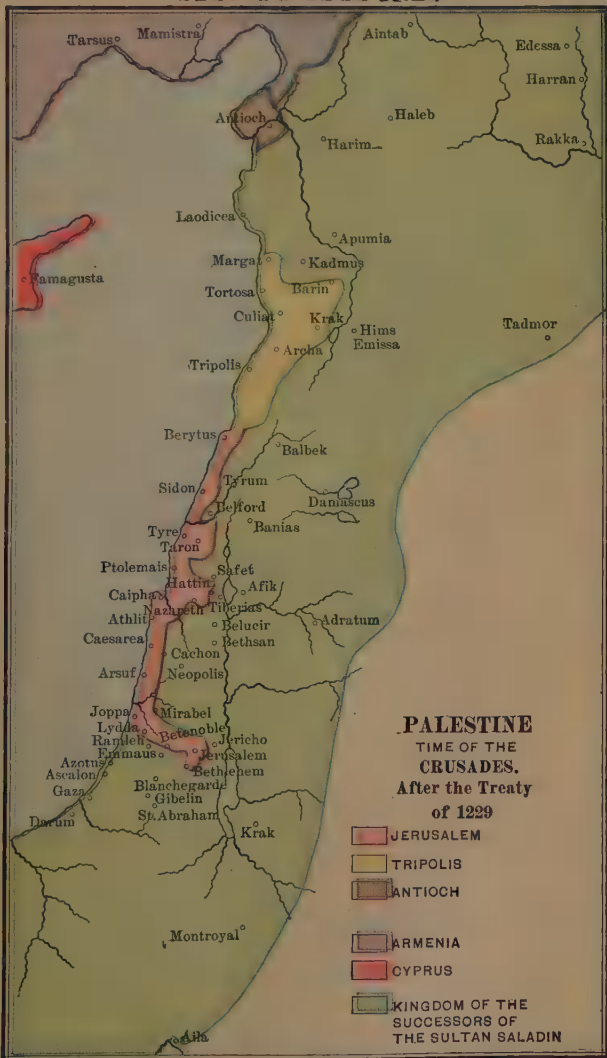 Tarsus
Mamistra
Aintab
Edessa
Harran
Antioch
Haleb
Harim
Rakka
Laodicea
Apumia
Margat
Kadmus
Famagusta
Tortosa
Barin
Culiat
Krak
Hims
Emissa
Tadmor
Archa
Tripolis
Berytus
Balbek
Tyrum
Sidon
Damascus
Belford
Banias
Tyre
Taron
Ptolemais
Safet
Hattin
Afik
Caipha
Nazareth
Tiberias
Athlit
Adratum
Belucir
Caesarea
Bethsan
Cachon
Arsuf
Neopolis
Joppa
Mirabel
Lydda
Betenoble
Ramleh
Jericho
Emmaus
Jerusalem
Azotus
Bethlehem
Ascalon
Blanchegarde
Gaza
Gibelin
St. Abraham
Darum
Krak
Montroyal
Aila
PALESTINE
TIME OF THE
CRUSADES.
After the Treaty
of 1229
JERUSALEM
TRIPOLIS
ANTIOCH
ARMENIA
CYPRUS
KINGDOM OF THE
SUCCESSORS OF
THE SULTAN SALADIN